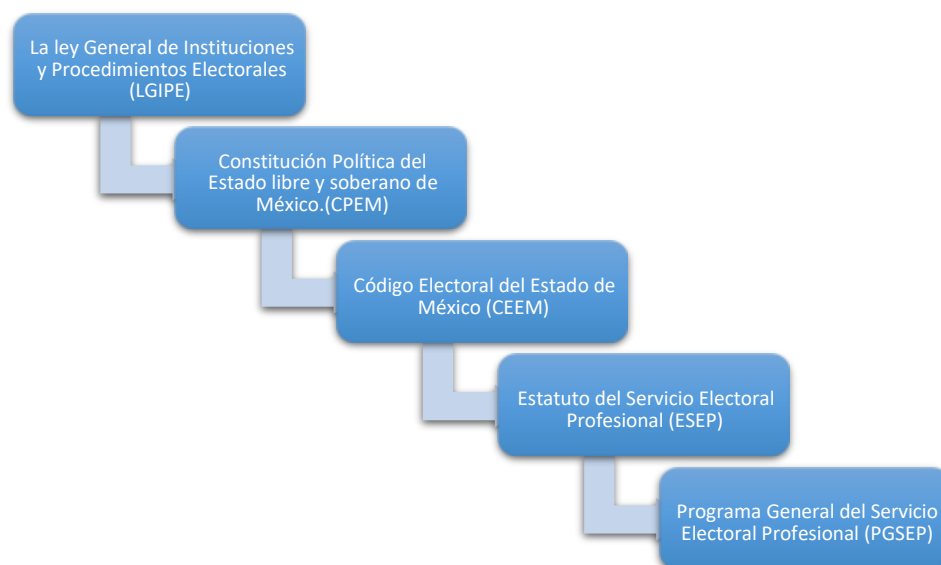 La ley General de Instituciones
y Procedimientos Electorales
(LGIPE)
Constitución Política del
Estado libre y soberano de
México.(CPEM)
Código Electoral del Estado de
México (CEEM)
Estatuto del Servicio Electoral
Profesional (ESEP)
Programa General del Servicio
Electoral Profesional (PGSEP)